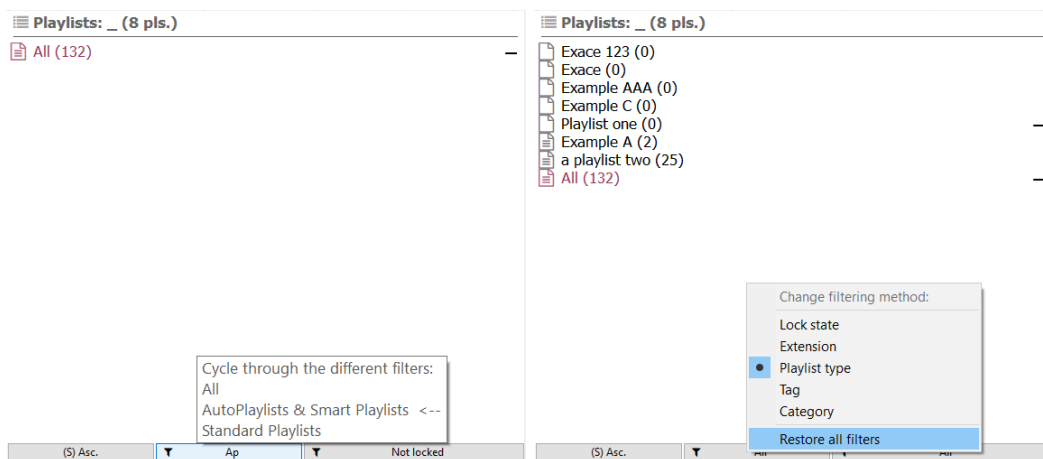 Playlists: _ (8 pls.)
All (132)
Cycle through the different filters:
All
AutoPlaylists & Smart Playlists <--
Standard Playlists
(S) Asc.
Ap
Not locked
Playlists: _ (8 pls.)
Exace 123 (0)
Exace (0)
Example AAA (0)
Example C (0)
Playlist one (0)
Example A (2)
a playlist two (25)
All (132)
Change filtering method:
Lock state
Extension
Playlist type
Tag
Category
Restore all filters
(S) Asc.
All
All